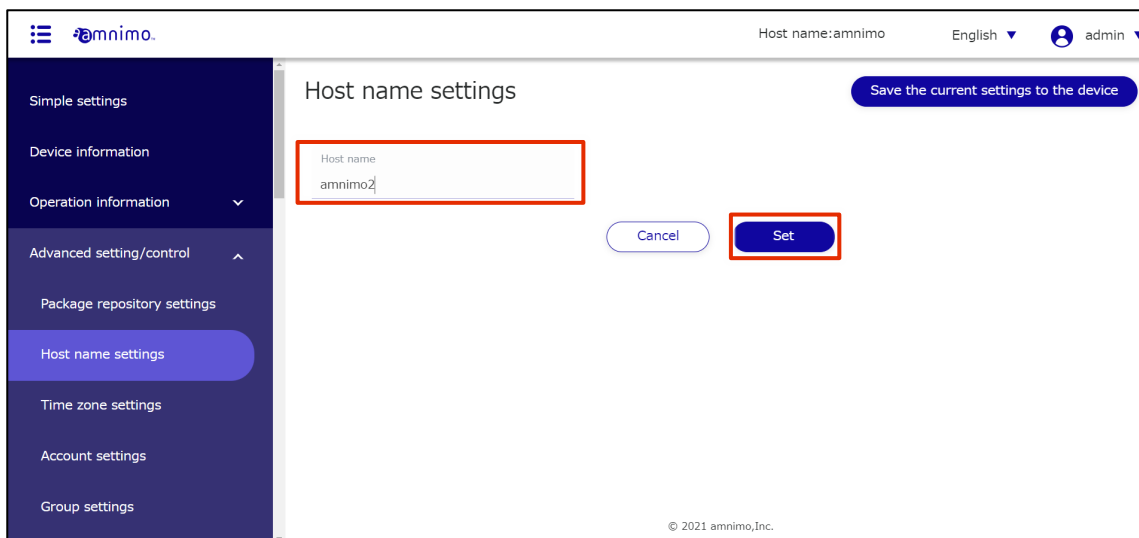 amnimo
Host name:amnimo
English
admin
Simple settings
Device information
Operation information
Advanced setting/control
Package repository settings
Host name settings
Time zone settings
Account settings
Group settings
Host name settings
Save the current settings to the device
Host name
amnimo2
Cancel
Set
© 2021 amnimo,Inc.